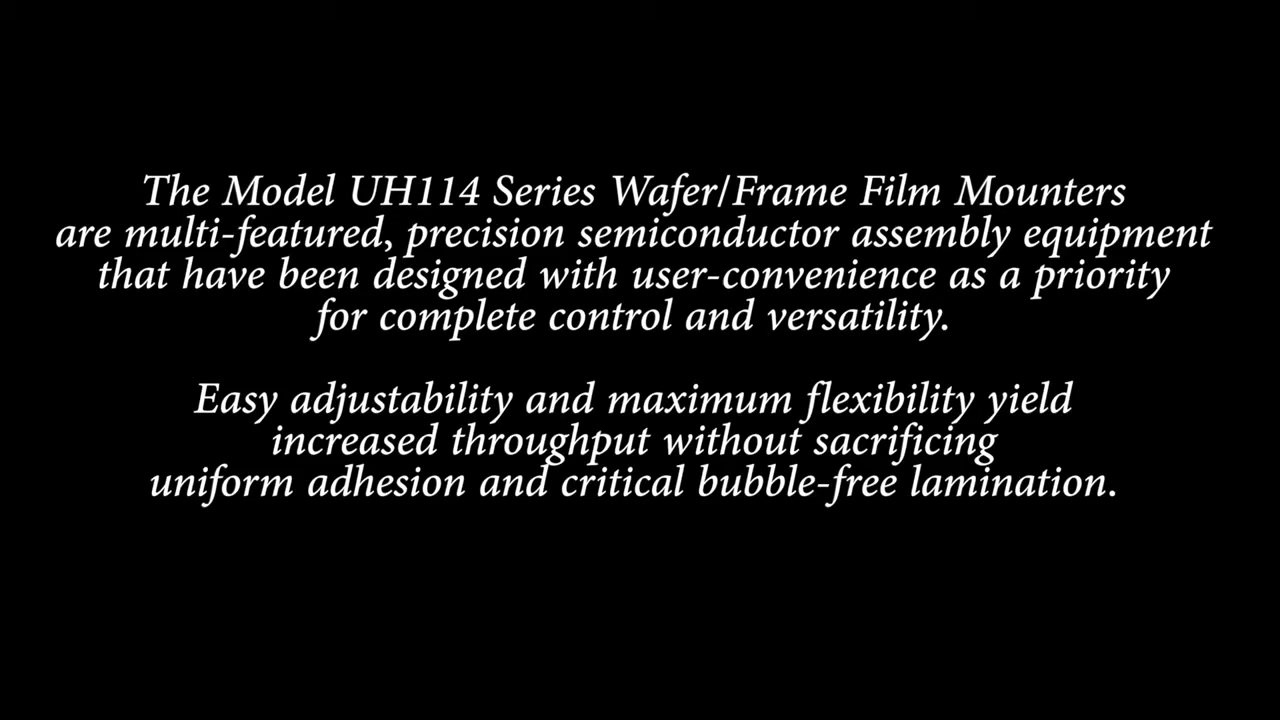 The Model UH114 Series Wafer/Frame Film Mounters
are multi-featured, precision semiconductor assembly equipment
that have been designed with user-convenience as a priority
for complete control and versatility.
Easy adjustability and maximum flexibility yield
increased throughput without sacrificing
uniform adhesion and critical bubble-free lamination.